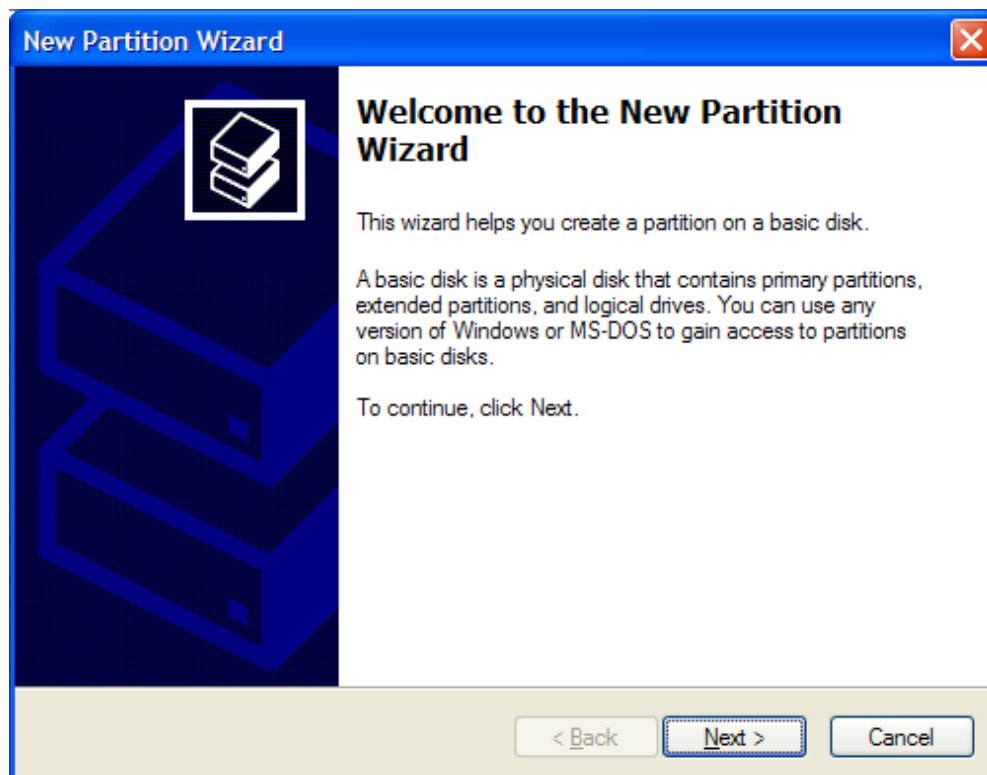 New Partition Wizard
Welcome to the New Partition
Wizard
This wizard helps you create a partition on a basic disk.
A basic disk is a physical disk that contains primary partitions,
extended partitions, and logical drives. You can use any
version of Windows or MS-DOS to gain access to partitions
on basic disks.
To continue, click Next.
< Back
Next >
Cancel